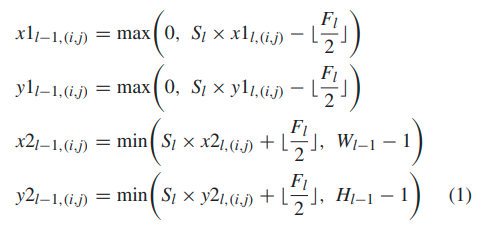 x1_{l−1,(i,j)} = max(0, S_l × x1_{l,(i,j)} − ⌊F_l/2⌋)
y1_{l−1,(i,j)} = max(0, S_l × y1_{l,(i,j)} − ⌊F_l/2⌋)
x2_{l−1,(i,j)} = min(S_l × x2_{l,(i,j)} + ⌊F_l/2⌋, W_{l−1} − 1)
y2_{l−1,(i,j)} = min(S_l × y2_{l,(i,j)} + ⌊F_l/2⌋, H_{l−1} − 1) (1)